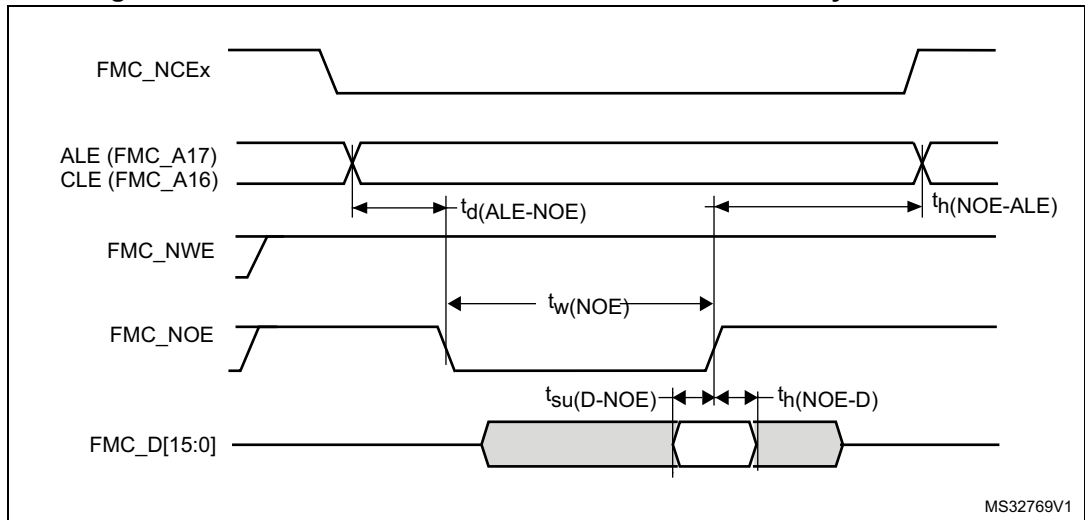 FMC_NCEx
ALE (FMC_A17)
CLE (FMC_A16)
td(ALE-NOE)
th(NOE-ALE)
FMC_NWE
tw(NOE)
FMC_NOE
tsu(D-NOE)
th(NOE-D)
FMC_D[15:0]
MS32769V1